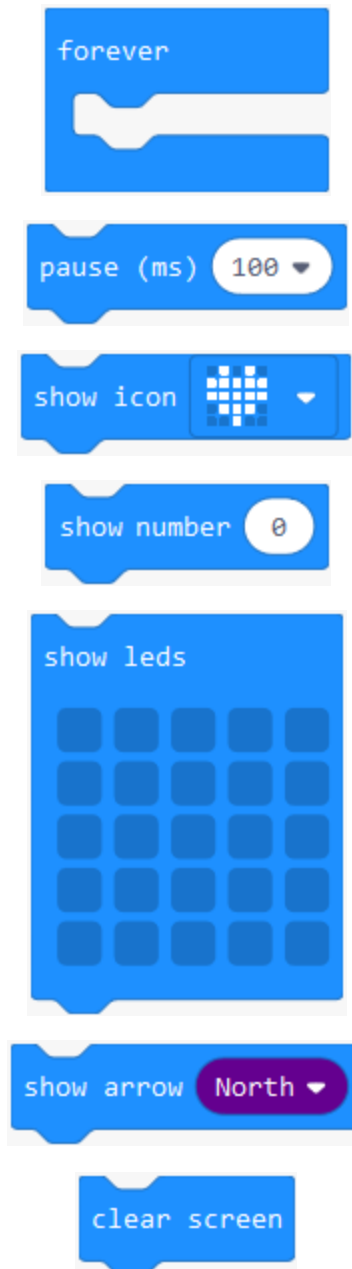 forever
pause (ms) 100
show icon
show number 0
show leds
show arrow North
clear screen